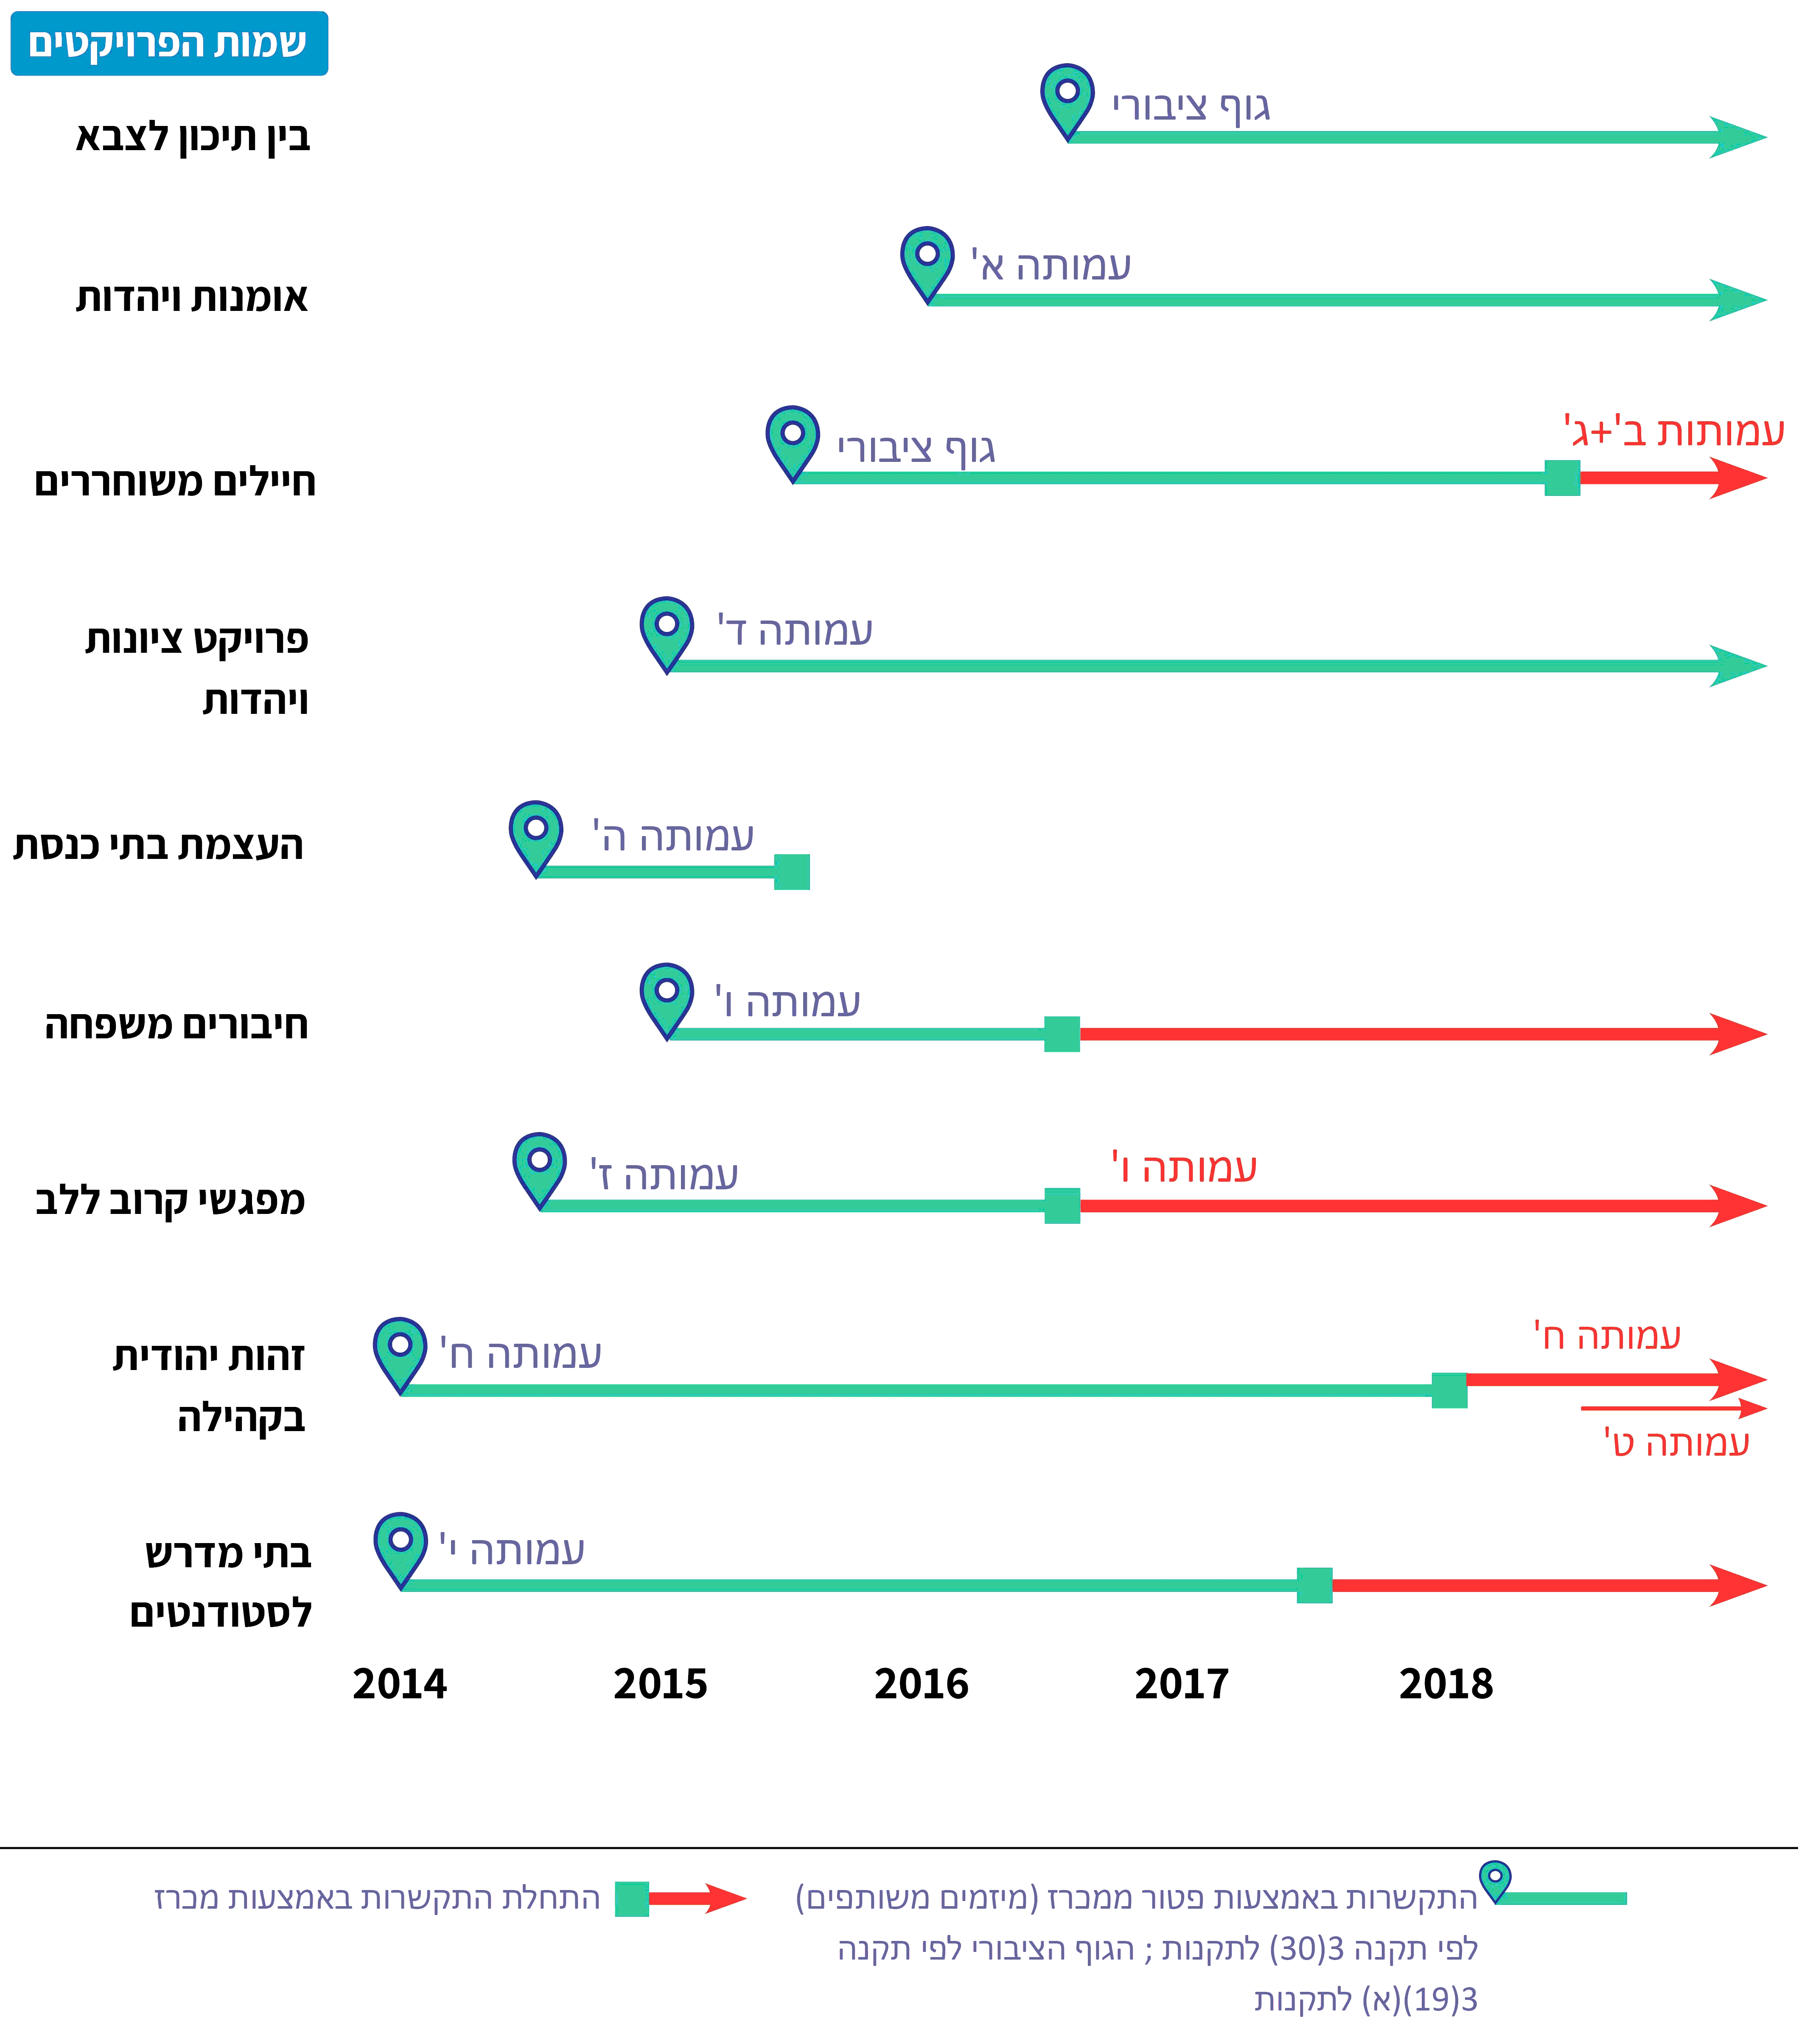 שמות הפרויקטים
בין תיכון לצבא
גוף ציבורי
אומנות ויהדות
עמותה א'
חיילים משוחררים
גוף ציבורי
עמותות ב'+ג'
פרויקט ציונות
ויהדות
עמותה ד'
העצמת בתי כנסת
עמותה ה'
חיבורים משפחה
עמותה ו'
מפגשי קרוב ללב
עמותה ז'
עמותה ו'
זהות יהודית
בקהילה
עמותה ח'
עמותה ח'
עמותה ט'
בתי מדרש
לסטודנטים
עמותה י'
2014 2015 2016 2017 2018
התקשרות באמצעות פטור ממכרז (מיזמים משותפים)
לפי תקנה 3(30) לתקנות ; הגוף הציבורי לפי תקנה
3(19)(א) לתקנות
התחלת התקשרות באמצעות מכרז